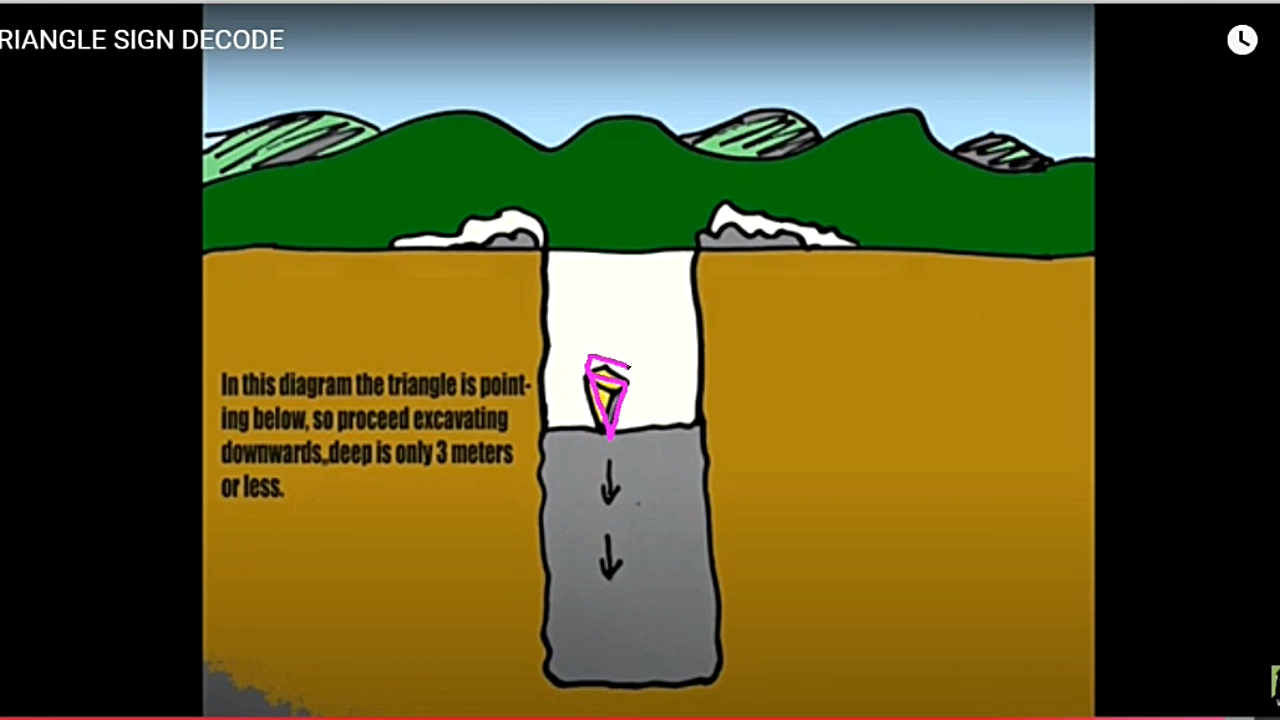 RIANGLE SIGN DECODE
In this diagram the triangle is point-
ing below, so proceed excavating
downwards,,deep is only 3 meters
or less.